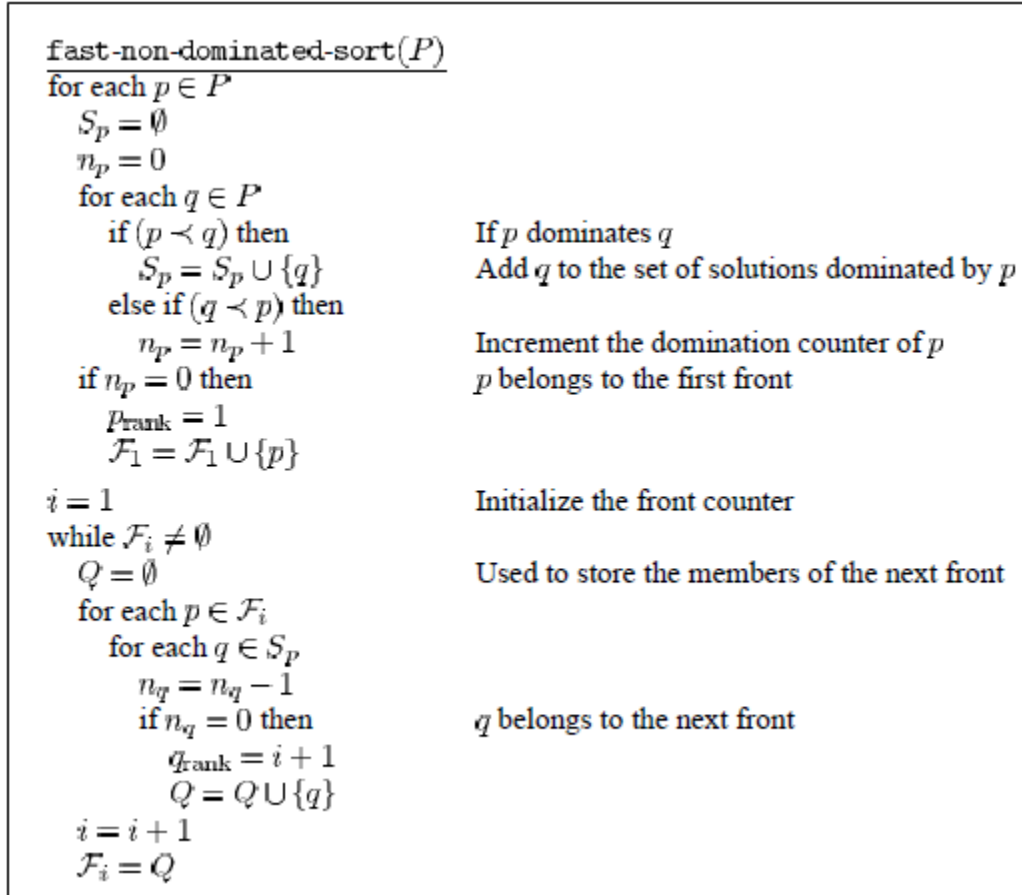 fast-non-dominated-sort(P)
for each p ∈ P
S_p = ∅
n_p = 0
for each q ∈ P
if (p ≺ q) then If p dominates q
S_p = S_p ∪ {q} Add q to the set of solutions dominated by p
else if (q ≺ p) then
n_p = n_p + 1 Increment the domination counter of p
if n_p = 0 then p belongs to the first front
p_rank = 1
ℱ_1 = ℱ_1 ∪ {p}
i = 1 Initialize the front counter
while ℱ_i ≠ ∅
Q = ∅ Used to store the members of the next front
for each p ∈ ℱ_i
for each q ∈ S_p
n_q = n_q − 1
if n_q = 0 then q belongs to the next front
q_rank = i + 1
Q = Q ∪ {q}
i = i + 1
ℱ_i = Q